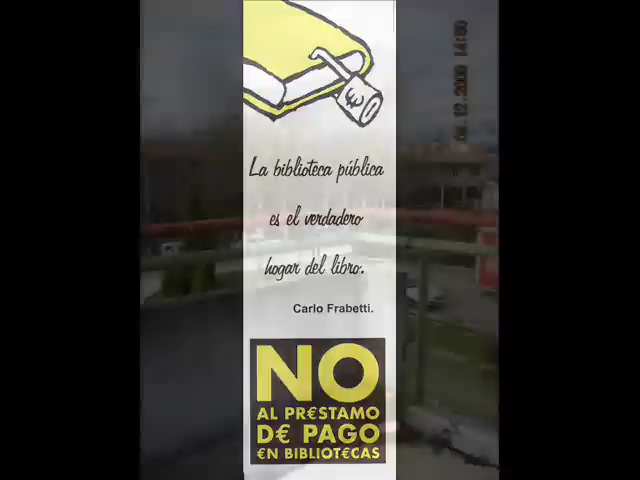 La biblioteca pública
es el verdadero
hogar del libro.
Carlo Frabetti.
NO
AL PR€STAMO
D€ PAGO
€N BIBLIOT€CAS